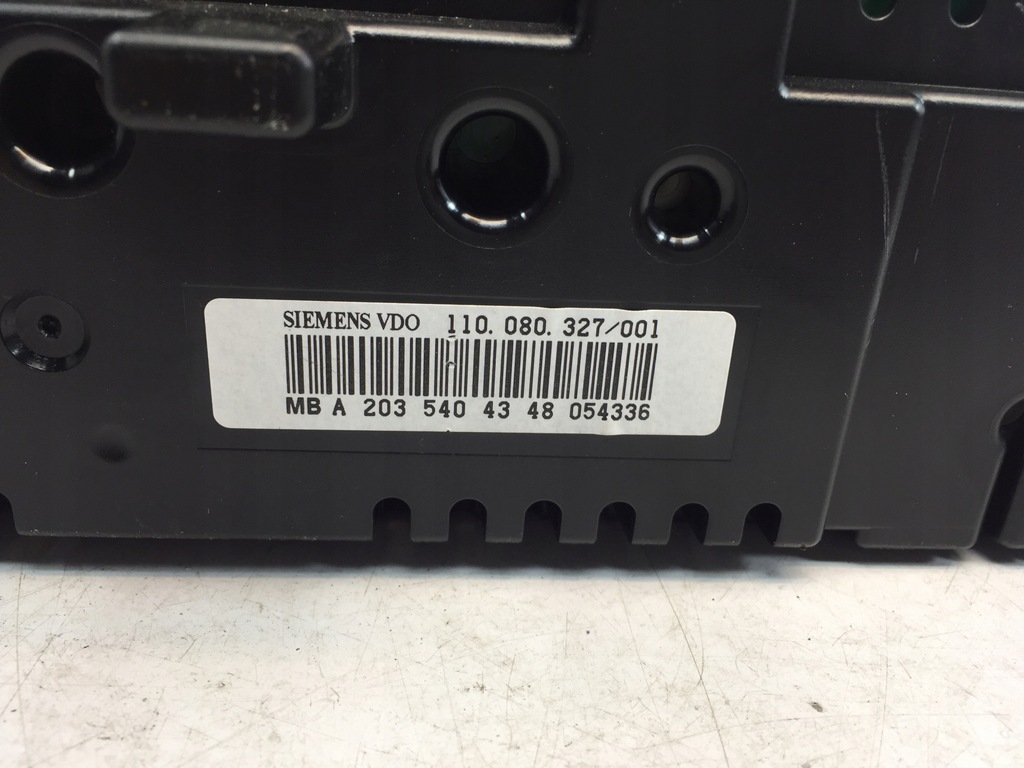 SIEMENS VDO 110. 080. 327/001
MB A 203 540 43 48 054336